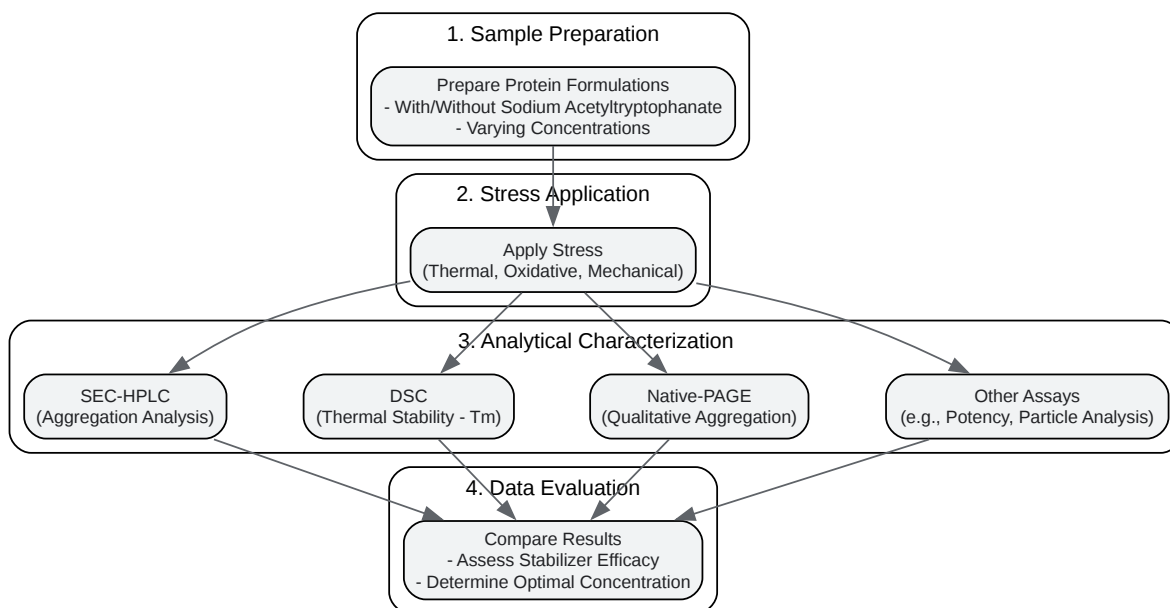 1. Sample Preparation
Prepare Protein Formulations
- With/Without Sodium Acetyltryptophanate
- Varying Concentrations
2. Stress Application
Apply Stress
(Thermal, Oxidative, Mechanical)
3. Analytical Characterization
SEC-HPLC
(Aggregation Analysis)
DSC
(Thermal Stability - Tm)
Native-PAGE
(Qualitative Aggregation)
Other Assays
(e.g., Potency, Particle Analysis)
4. Data Evaluation
Compare Results
- Assess Stabilizer Efficacy
- Determine Optimal Concentration